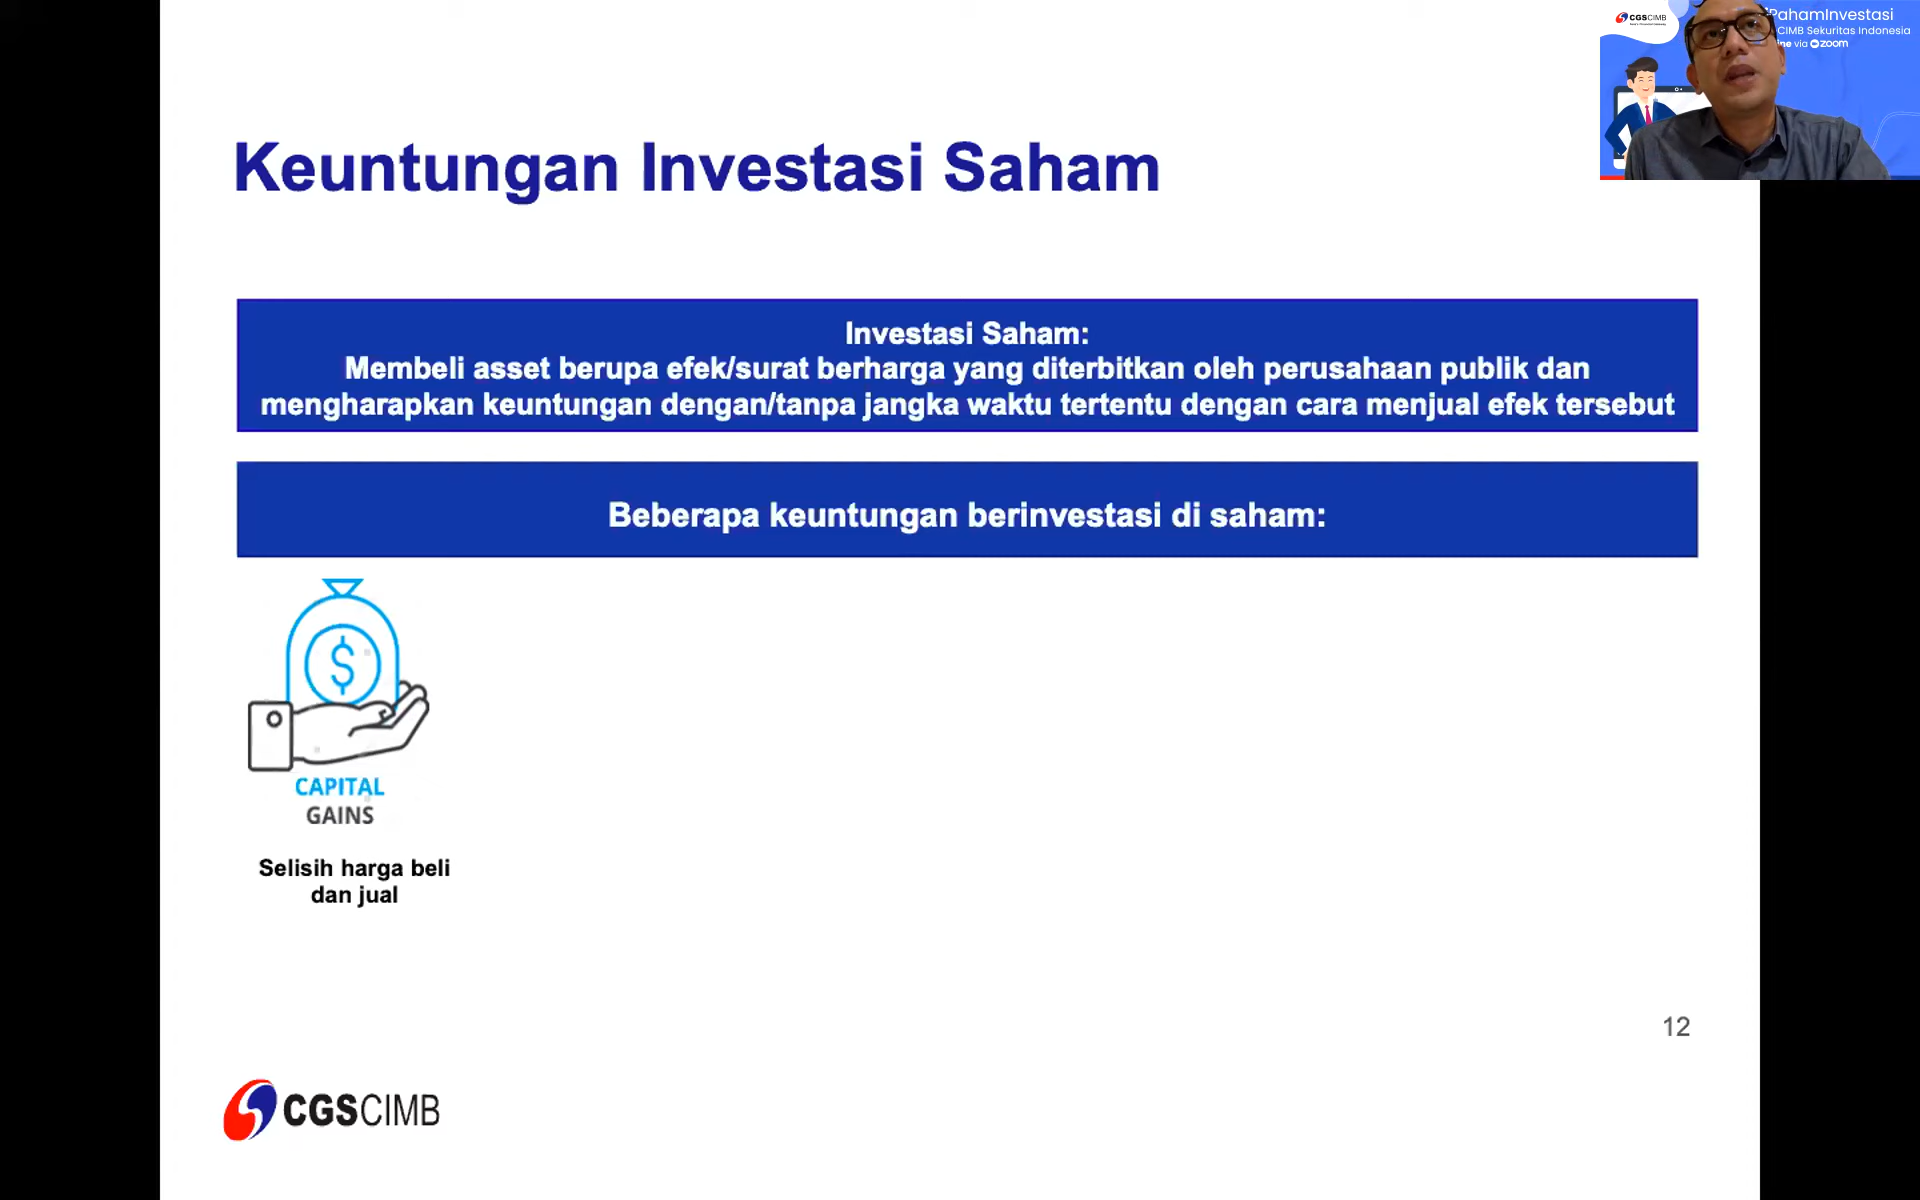 Keuntungan Investasi Saham
Investasi Saham:
Membeli asset berupa efek/surat berharga yang diterbitkan oleh perusahaan publik dan
mengharapkan keuntungan dengan/tanpa jangka waktu tertentu dengan cara menjual efek tersebut
Beberapa keuntungan berinvestasi di saham:
$
CAPITAL
GAINS
Selisih harga beli
dan jual
12
CGSCIMB
CGSCIMB
PahamInvestasi
CIMB Sekuritas Indonesia
via zoom